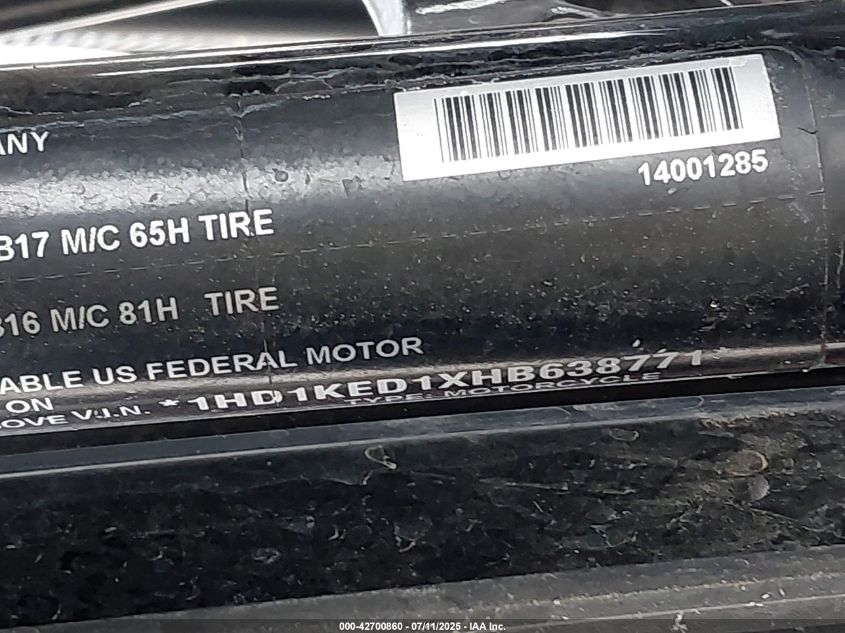 ANY
14001285
B17 M/C 65H TIRE
316 M/C 81H TIRE
ABLE US FEDERAL MOTOR
ON
OVE V.I.N. *1HD1KED1XHB638771
TYPE: MOTORCYCLE
000-42700860 - 07/11/2025 - IAA Inc.